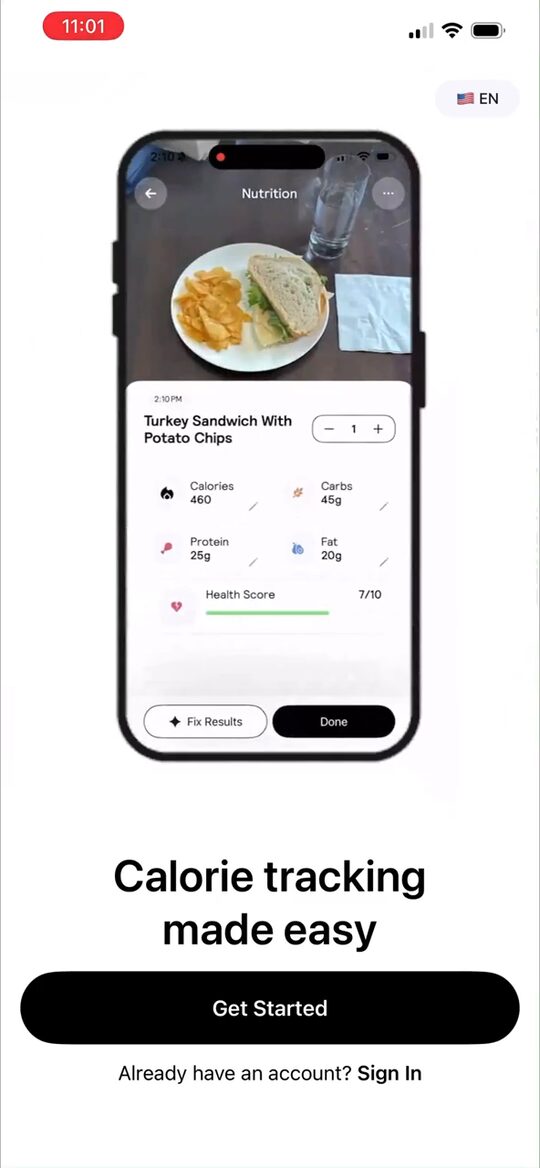 11:01
EN
2:10
Nutrition
2:10 PM
Turkey Sandwich With
Potato Chips
1
Calories
460
Carbs
45g
Protein
25g
Fat
20g
Health Score
7/10
Fix Results
Done
Calorie tracking
made easy
Get Started
Already have an account? Sign In